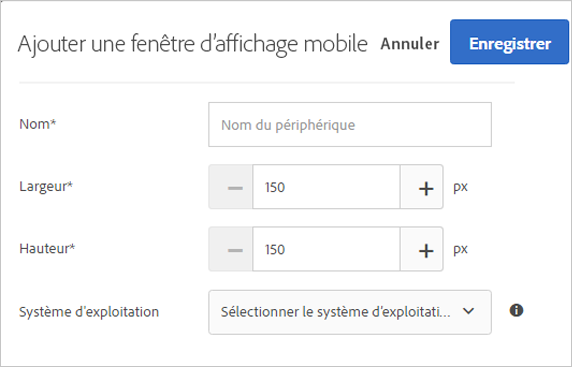 Ajouter une fenêtre d'affichage mobile Annuler Enregistrer
Nom* Nom du périphérique
Largeur* 150 px
Hauteur* 150 px
Système d'exploitation Sélectionner le système d'exploitati...